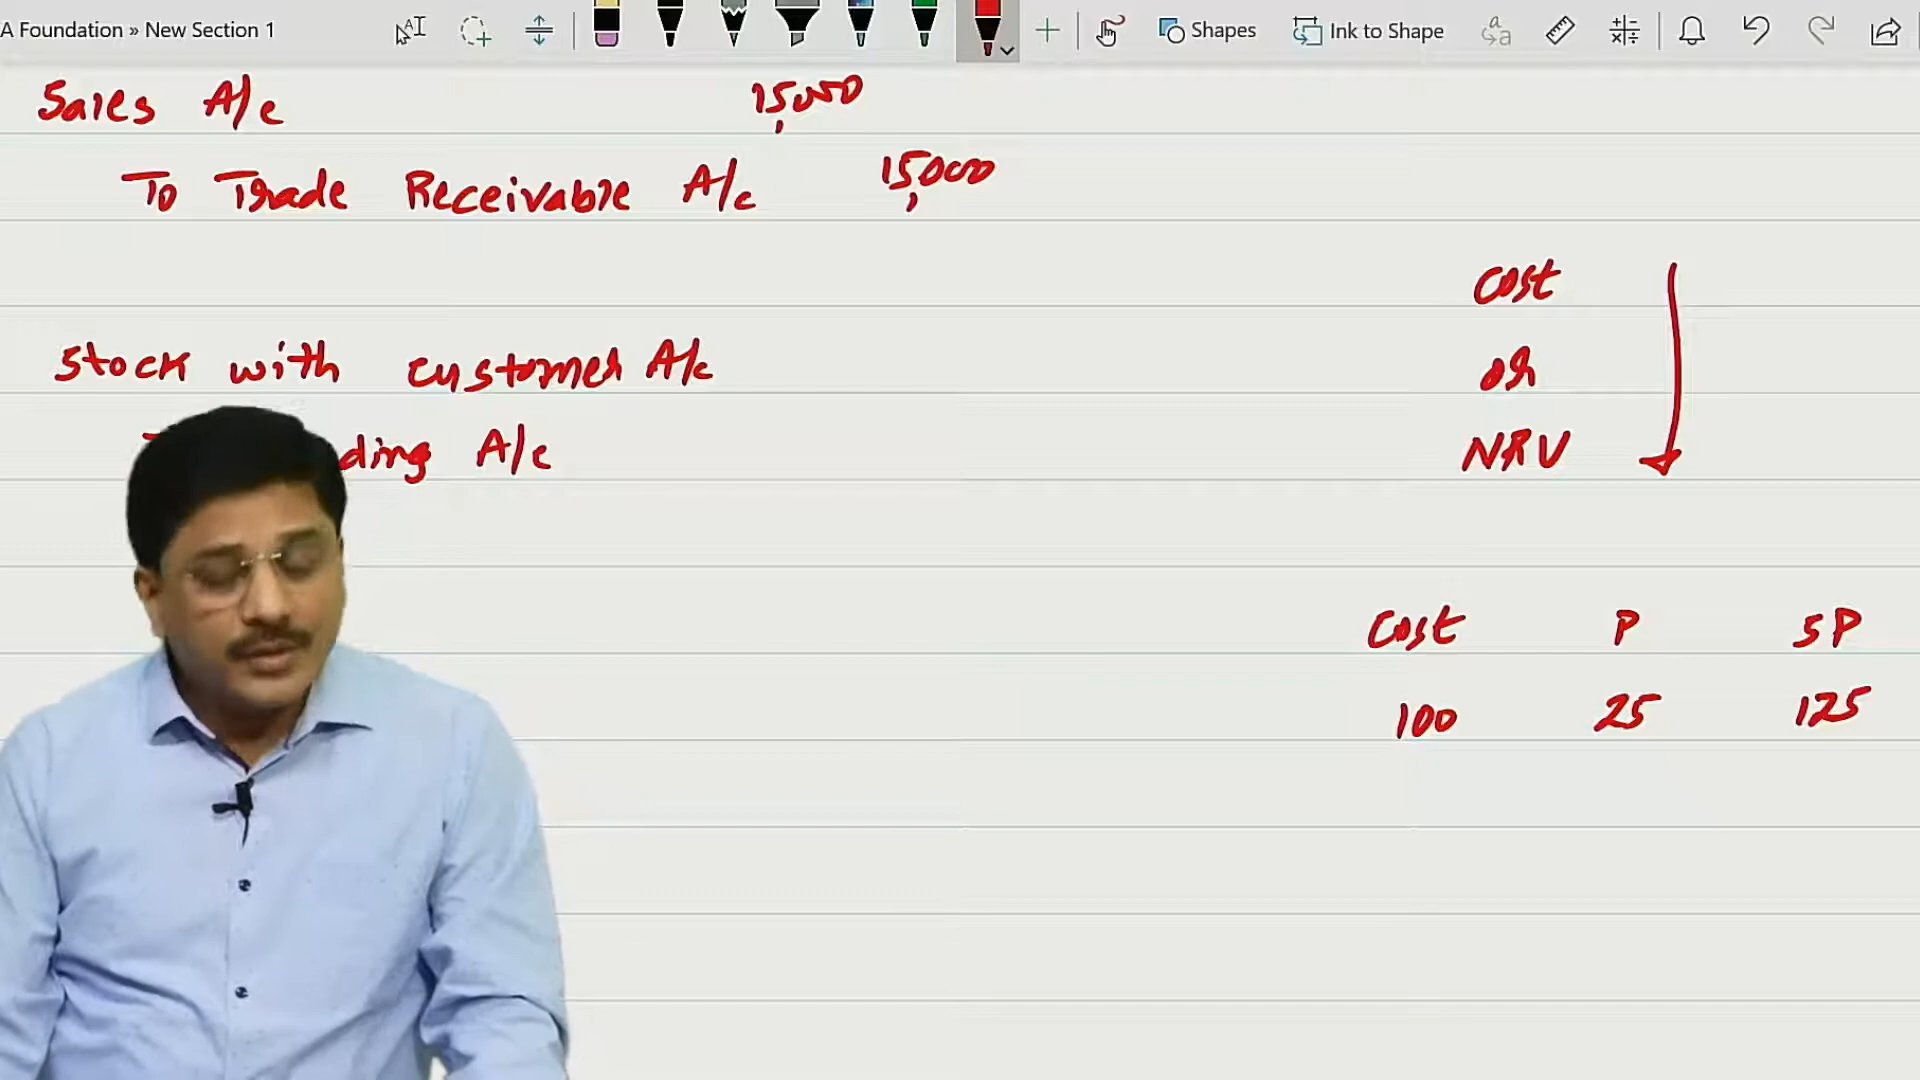 A Foundation » New Section 1
Shapes
Ink to Shape
Sales A/c 15,000
To Trade Receivable A/c 15,000
Cost
or
NRV
Stock with customer A/c
A/c
Cost P SP
100 25 125